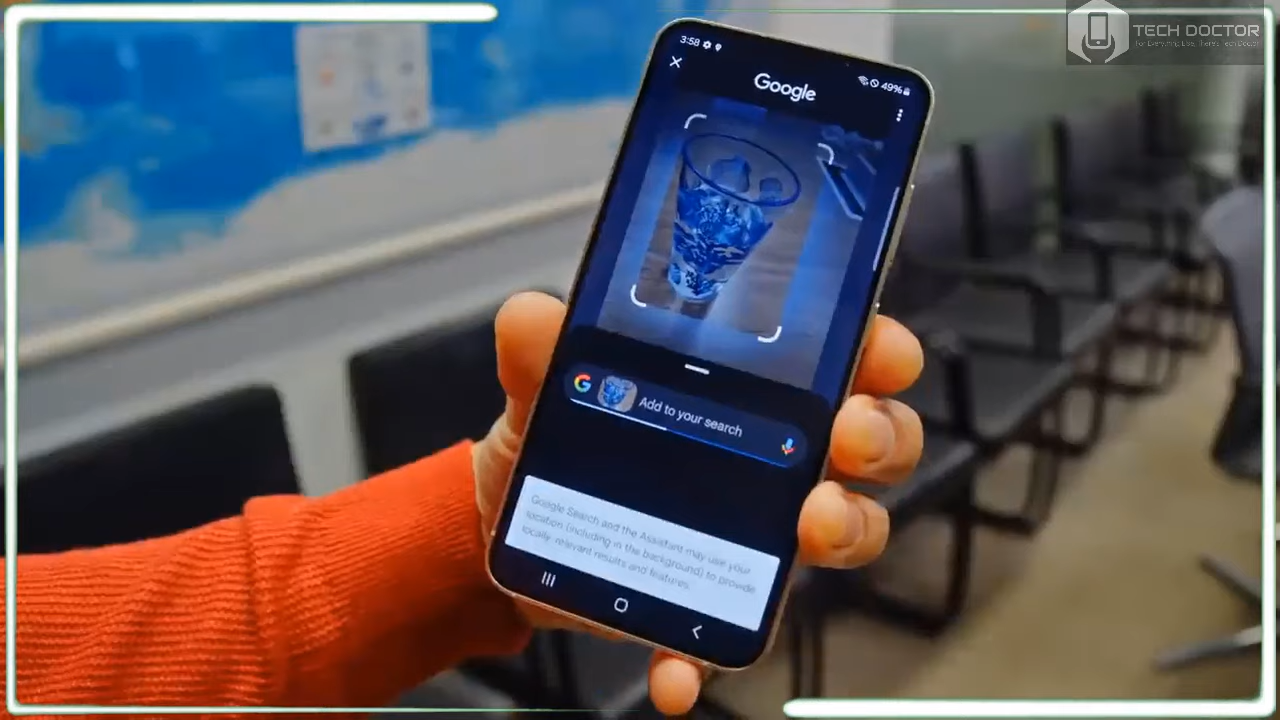 TECH DOCTOR
3:58
49%
Google
Add to your search
Google Search and the Assistant may use your
location (including in the background) to provide
locally relevant results and features.